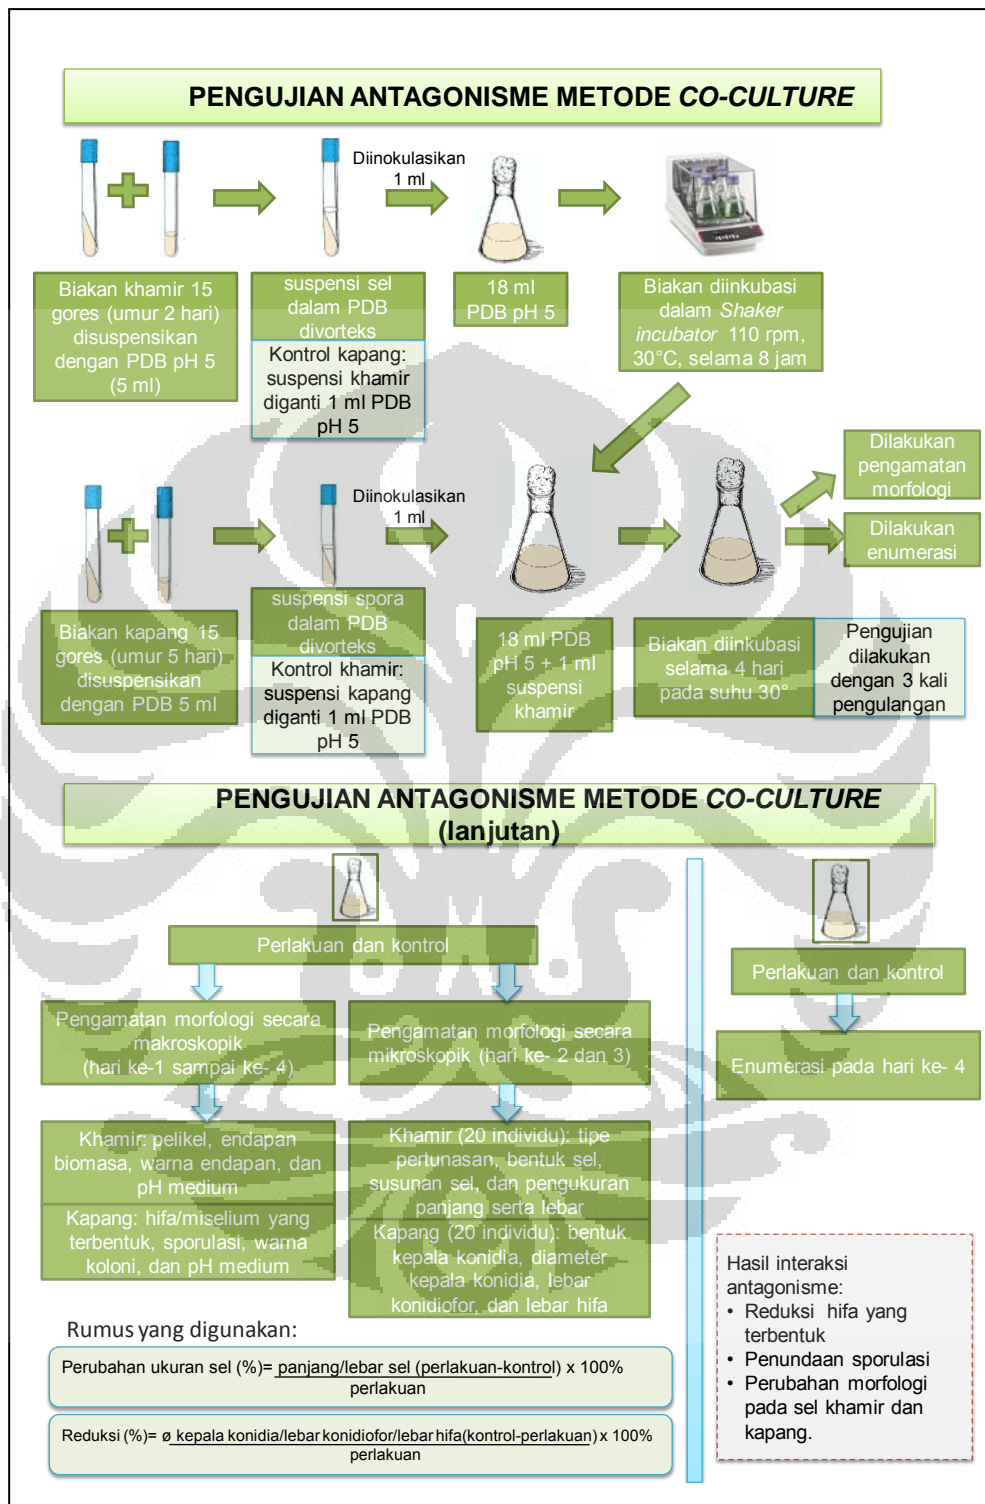 PENGUJIAN ANTAGONISME METODE CO-CULTURE
Diinokulasikan
1 ml
Biakan khamir 15
gores (umur 2 hari)
disuspensikan
dengan PDB pH 5
(5 ml)
suspensi sel
dalam PDB
divorteks
Kontrol kapang:
suspensi khamir
diganti 1 ml PDB
pH 5
18 ml
PDB pH 5
Biakan diinkubasi
dalam Shaker
incubator 110 rpm,
30°C, selama 8 jam
Diinokulasikan
1 ml
Dilakukan
pengamatan
morfologi
Dilakukan
enumerasi
Biakan kapang 15
gores (umur 5 hari)
disuspensikan
dengan PDB 5 ml
suspensi spora
dalam PDB
divorteks
Kontrol khamir:
suspensi kapang
diganti 1 ml PDB
pH 5
18 ml PDB
pH 5 + 1 ml
suspensi
khamir
Biakan diinkubasi
selama 4 hari
pada suhu 30°
Pengujian
dilakukan
dengan 3 kali
pengulangan
PENGUJIAN ANTAGONISME METODE CO-CULTURE
(lanjutan)
Perlakuan dan kontrol
Pengamatan morfologi secara
makroskopik
(hari ke-1 sampai ke- 4)
Pengamatan morfologi secara
mikroskopik (hari ke- 2 dan 3)
Khamir: pelikel, endapan
biomasa, warna endapan, dan
pH medium
Kapang: hifa/miselium yang
terbentuk, sporulasi, warna
koloni, dan pH medium
Khamir (20 individu): tipe
pertunasan, bentuk sel,
susunan sel, dan pengukuran
panjang serta lebar
Kapang (20 individu): bentuk
kepala konidia, diameter
kepala konidia, lebar
konidiofor, dan lebar hifa
Perlakuan dan kontrol
Enumerasi pada hari ke- 4
Hasil interaksi
antagonisme:
• Reduksi hifa yang
terbentuk
• Penundaan sporulasi
• Perubahan morfologi
pada sel khamir dan
kapang.
Rumus yang digunakan:
Perubahan ukuran sel (%)= panjang/lebar sel (perlakuan-kontrol) x 100%
perlakuan
Reduksi (%)= ø kepala konidia/lebar konidiofor/lebar hifa(kontrol-perlakuan) x 100%
perlakuan